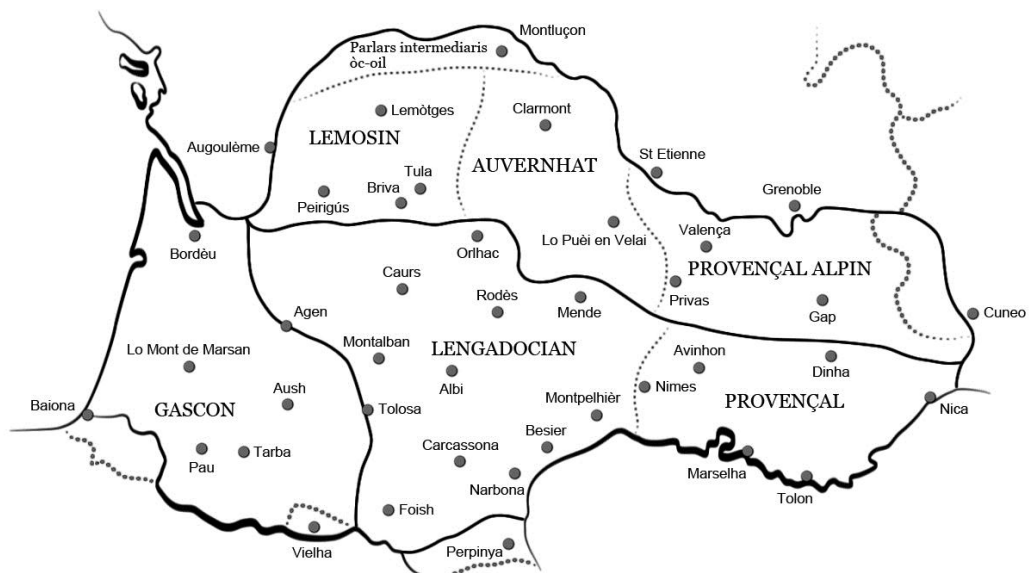 Montluçon
Parlars intermediaris
òc-oil
Lemòtges
Clarmont
LEMOSIN
Augoulème
AUVERNHAT
St Etienne
Tula
Briva
Peirigús
Grenoble
Lo Puèi en Velai
Valença
Bordèu
Orlhac
PROVENÇAL ALPIN
Caurs
Privas
Rodès
Mende
Gap
Cuneo
Agen
Montalban
LENGADOCIAN
Lo Mont de Marsan
Avinhon
Dinha
Albi
Nimes
Aush
Baiona
GASCON
Tolosa
Montpelhièr
PROVENÇAL
Nica
Besier
Carcassona
Pau
Tarba
Marselha
Narbona
Tolon
Foish
Vielha
Perpinya